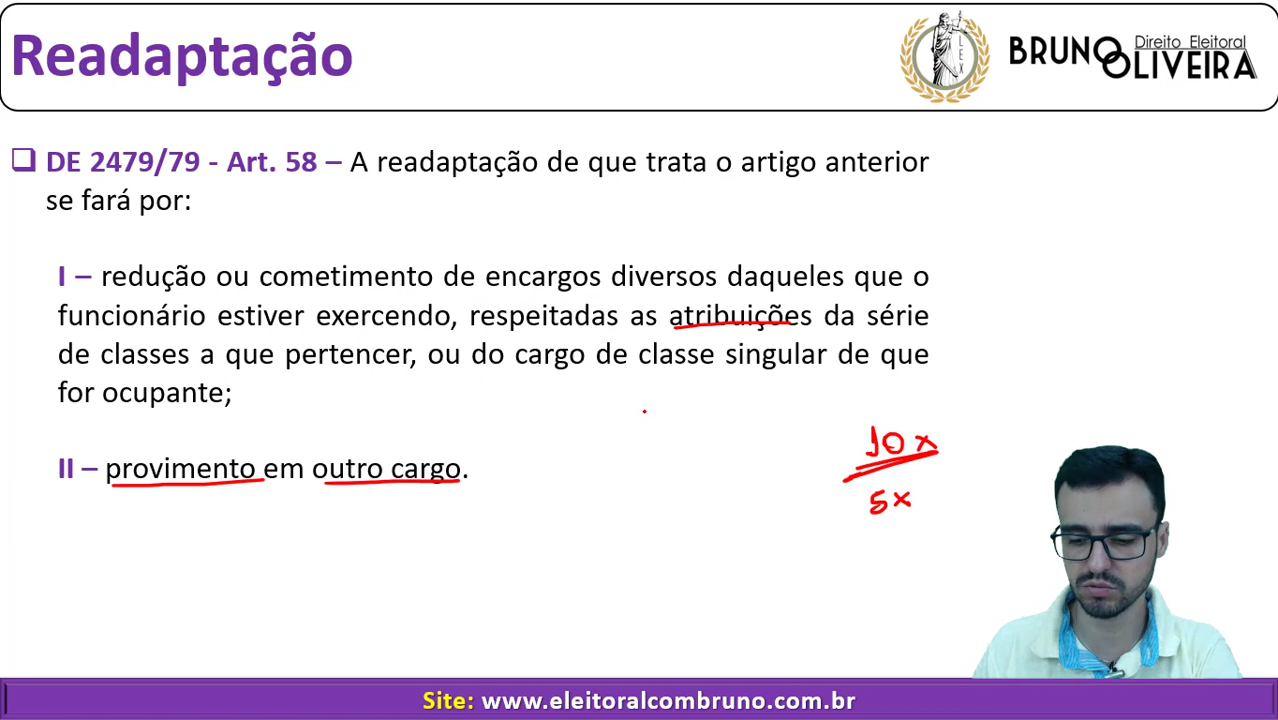 Readaptação
LEX
BRUNO Direito Eleitoral
OLIVEIRA
DE 2479/79 - Art. 58 – A readaptação de que trata o artigo anterior
se fará por:
I – redução ou cometimento de encargos diversos daqueles que o
funcionário estiver exercendo, respeitadas as atribuições da série
de classes a que pertencer, ou do cargo de classe singular de que
for ocupante;
II – provimento em outro cargo.
10 x
5x
Site: www.eleitoralcombruno.com.br